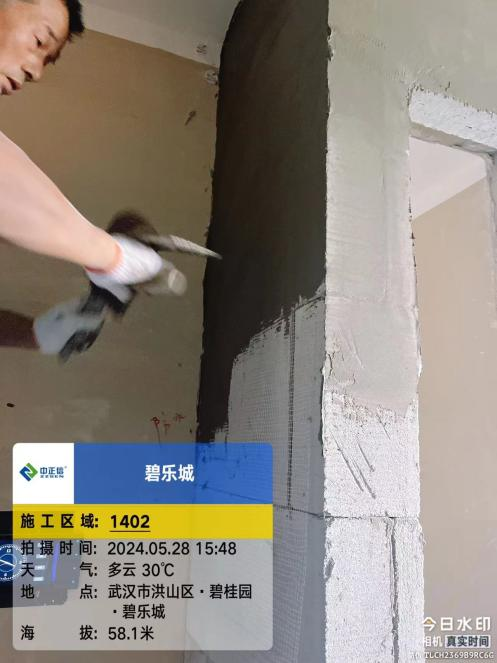 中正信
ZZSEN
碧乐城
施工区域: 1402
拍摄时间: 2024.05.28 15:48
天 气: 多云 30℃
地 点: 武汉市洪山区·碧桂园
·碧乐城
海 拔: 58.1米
今日水印
相机 真实时间
TLCH2369B9RC6G